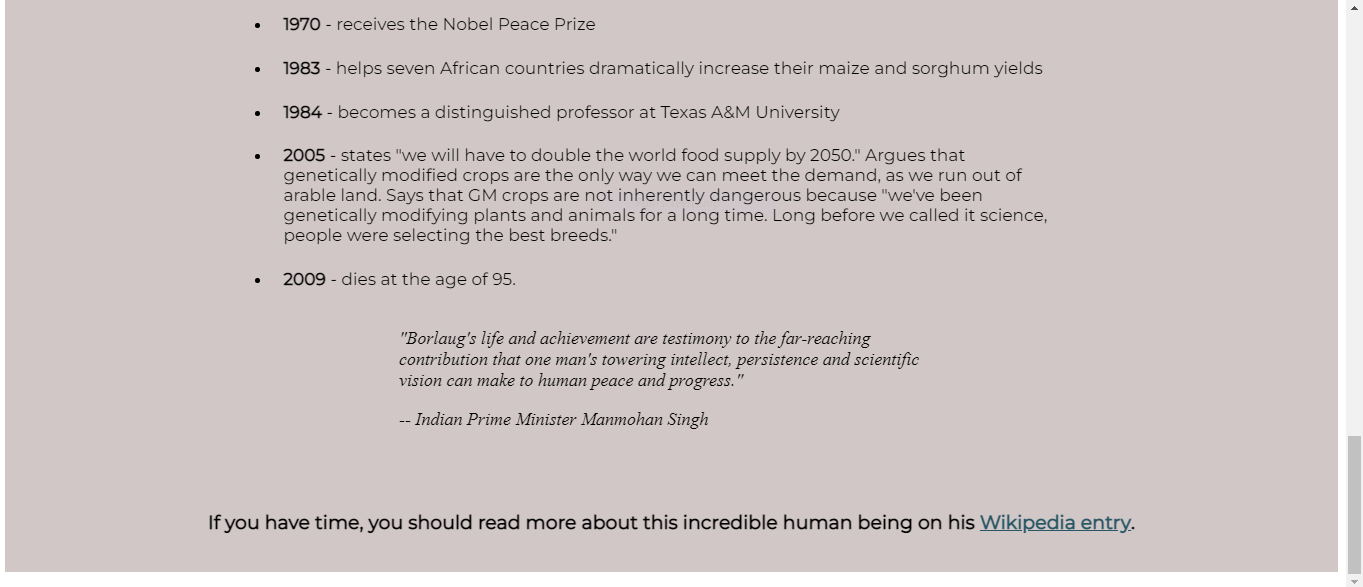 1970 - receives the Nobel Peace Prize
1983 - helps seven African countries dramatically increase their maize and sorghum yields
1984 - becomes a distinguished professor at Texas A&M University
2005 - states "we will have to double the world food supply by 2050." Argues that
genetically modified crops are the only way we can meet the demand, as we run out of
arable land. Says that GM crops are not inherently dangerous because "we've been
genetically modifying plants and animals for a long time. Long before we called it science,
people were selecting the best breeds."
2009 - dies at the age of 95.
"Borlaug's life and achievement are testimony to the far-reaching
contribution that one man's towering intellect, persistence and scientific
vision can make to human peace and progress."
-- Indian Prime Minister Manmohan Singh
If you have time, you should read more about this incredible human being on his Wikipedia entry.